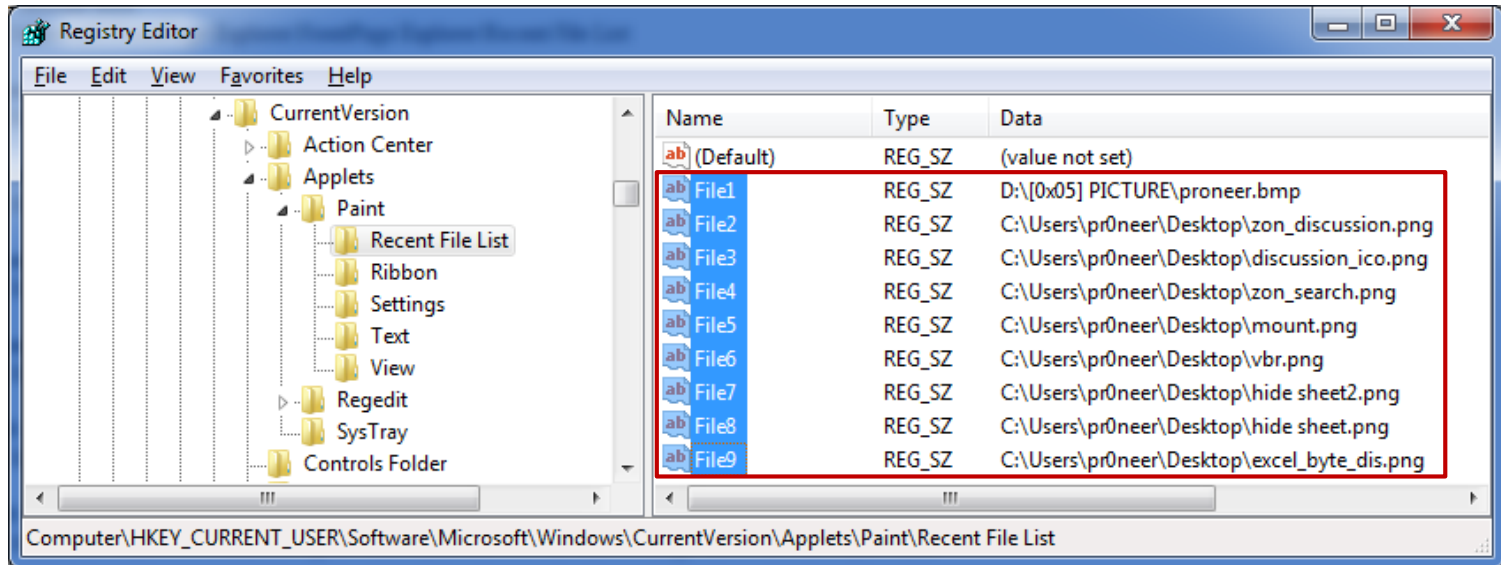 Registry Editor
File Edit View Favorites Help
CurrentVersion
Action Center
Applets
Paint
Recent File List
Ribbon
Settings
Text
View
Regedit
SysTray
Controls Folder
Name Type Data
(Default) REG_SZ (value not set)
File1 REG_SZ D:\[0x05] PICTURE\proneer.bmp
File2 REG_SZ C:\Users\pr0neer\Desktop\zon_discussion.png
File3 REG_SZ C:\Users\pr0neer\Desktop\discussion_ico.png
File4 REG_SZ C:\Users\pr0neer\Desktop\zon_search.png
File5 REG_SZ C:\Users\pr0neer\Desktop\mount.png
File6 REG_SZ C:\Users\pr0neer\Desktop\vbr.png
File7 REG_SZ C:\Users\pr0neer\Desktop\hide sheet2.png
File8 REG_SZ C:\Users\pr0neer\Desktop\hide sheet.png
File9 REG_SZ C:\Users\pr0neer\Desktop\excel_byte_dis.png
Computer\HKEY_CURRENT_USER\Software\Microsoft\Windows\CurrentVersion\Applets\Paint\Recent File List